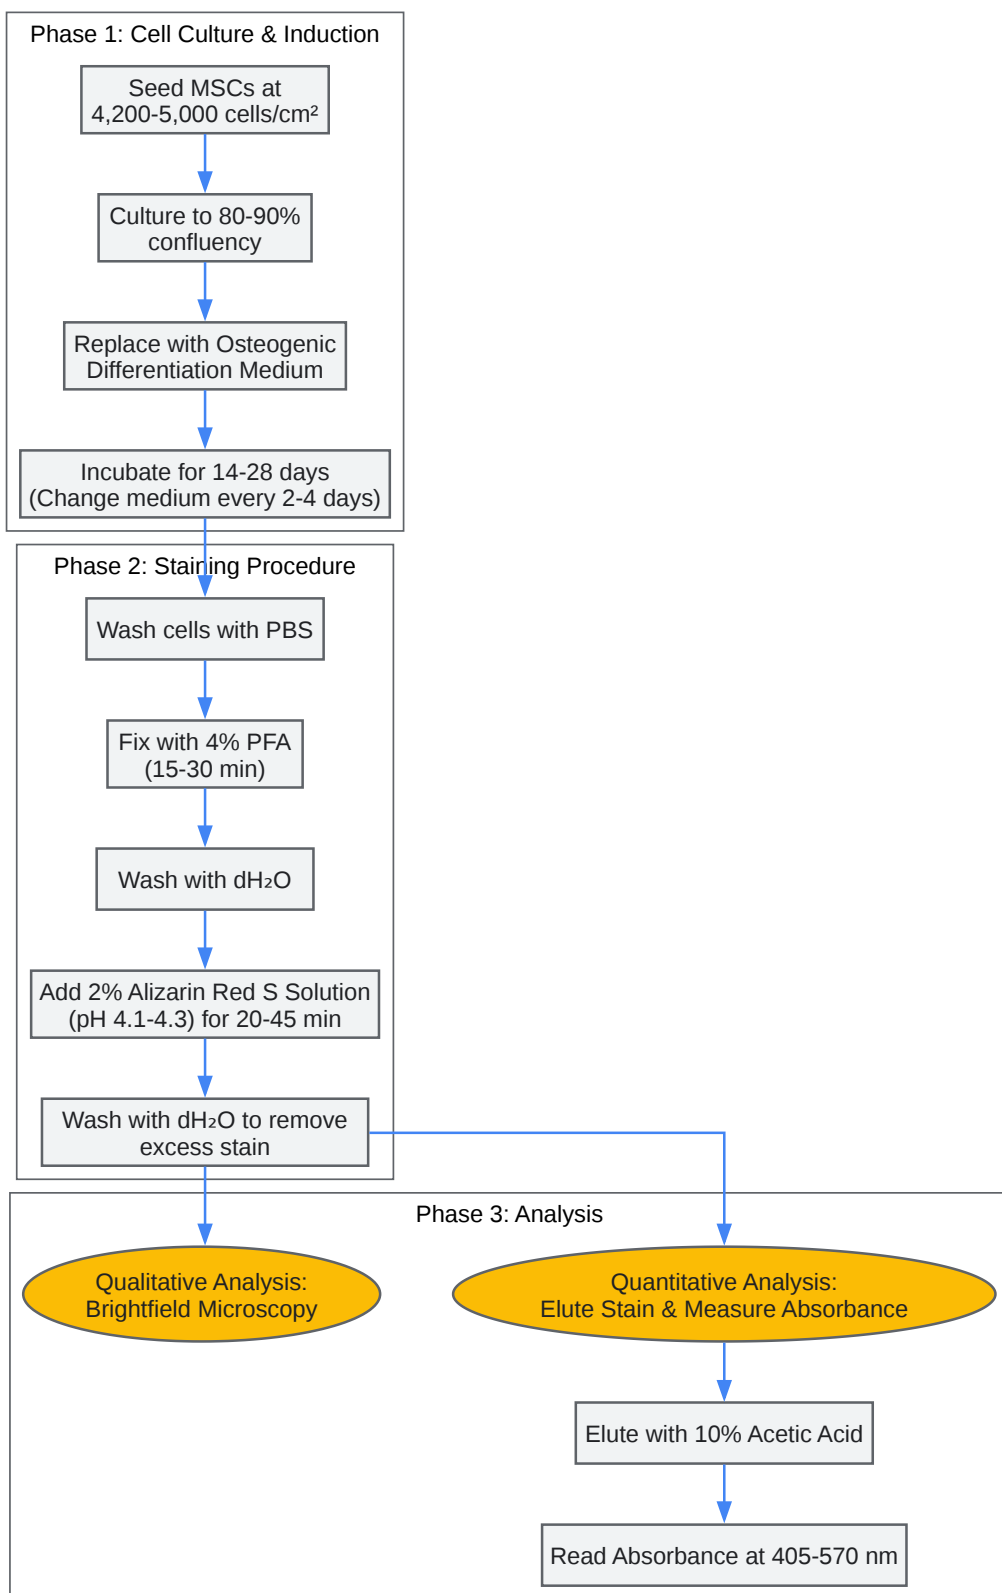 Phase 1: Cell Culture & Induction
Seed MSCs at
4,200-5,000 cells/cm²
Culture to 80-90%
confluency
Replace with Osteogenic
Differentiation Medium
Incubate for 14-28 days
(Change medium every 2-4 days)
Phase 2: Staining Procedure
Wash cells with PBS
Fix with 4% PFA
(15-30 min)
Wash with dH₂O
Add 2% Alizarin Red S Solution
(pH 4.1-4.3) for 20-45 min
Wash with dH₂O to remove
excess stain
Phase 3: Analysis
Qualitative Analysis:
Brightfield Microscopy
Quantitative Analysis:
Elute Stain & Measure Absorbance
Elute with 10% Acetic Acid
Read Absorbance at 405-570 nm